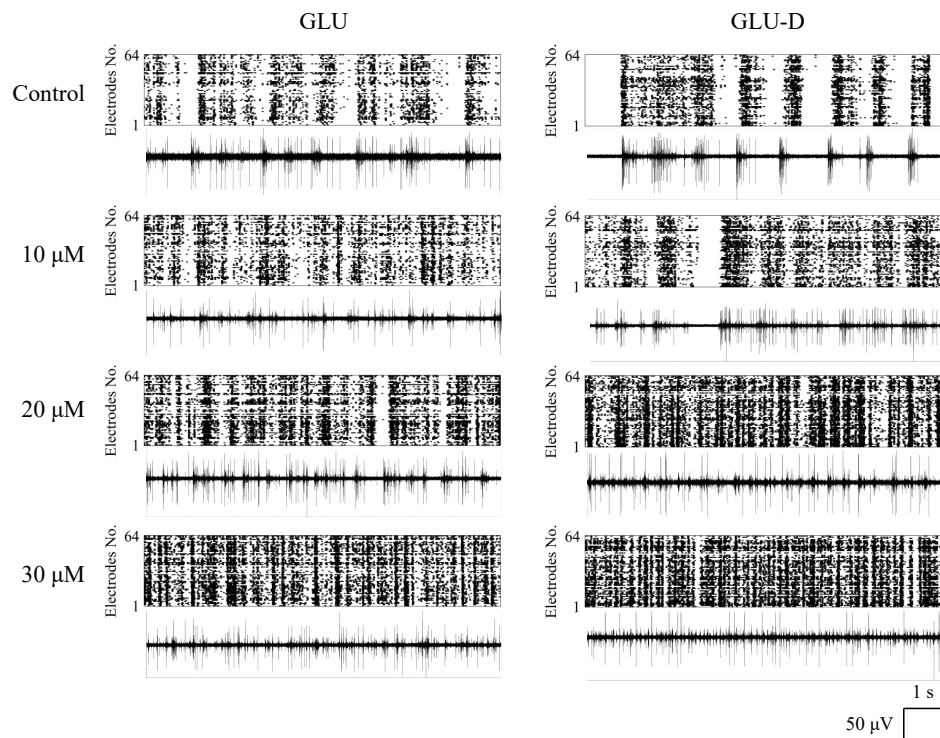 GLU GLU-D
Control
Electrodes No.
64
1
Electrodes No.
64
1
10 μM
Electrodes No.
64
1
Electrodes No.
64
1
20 μM
Electrodes No.
64
1
Electrodes No.
64
1
30 μM
Electrodes No.
64
1
Electrodes No.
64
1
1 s
50 μV